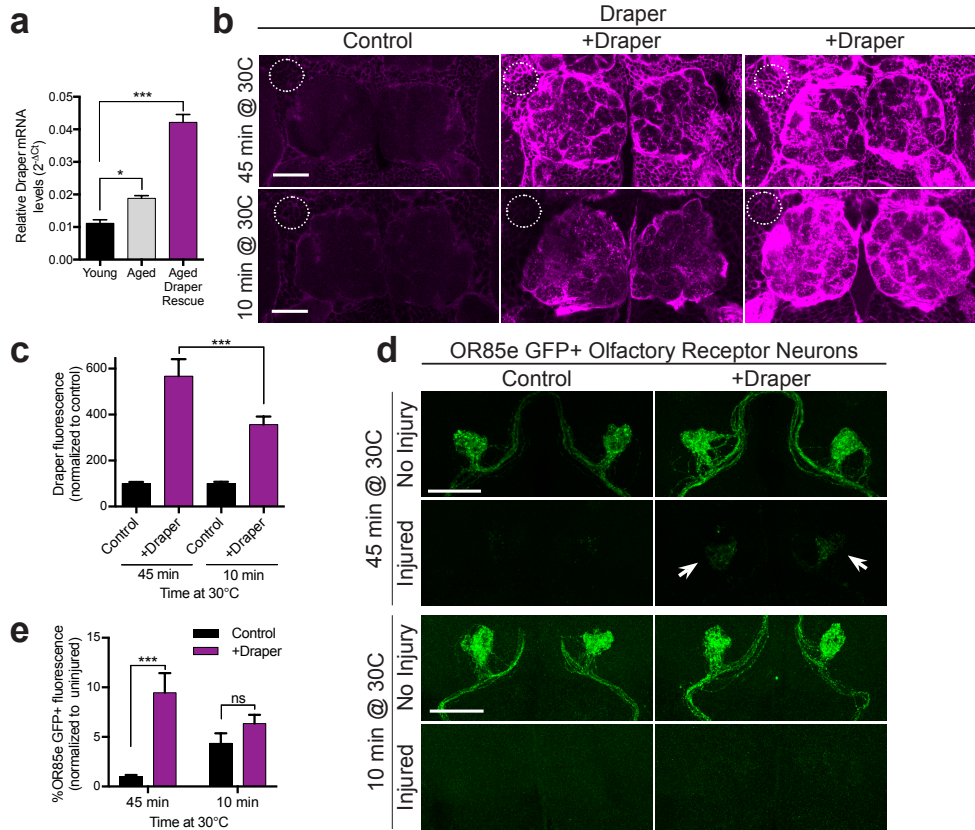 a
Relative Draper mRNA
levels (2-ΔCt)
0.05
0.04
0.03
0.02
0.01
0.00
***
*
Young
Aged
Aged
Draper
Rescue
b
Draper
Control
+Draper
+Draper
45 min @ 30C
10 min @ 30C
c
Draper fluorescence
(normalized to control)
600
400
200
0
***
Control
+Draper
Control
+Draper
45 min
10 min
Time at 30°C
d
OR85e GFP+ Olfactory Receptor Neurons
Control
+Draper
45 min @ 30C
No Injury
Injured
10 min @ 30C
No Injury
Injured
e
%OR85e GFP+ fluorescence
(normalized to uninjured)
15
10
5
0
Control
+Draper
***
ns
45 min
10 min
Time at 30°C